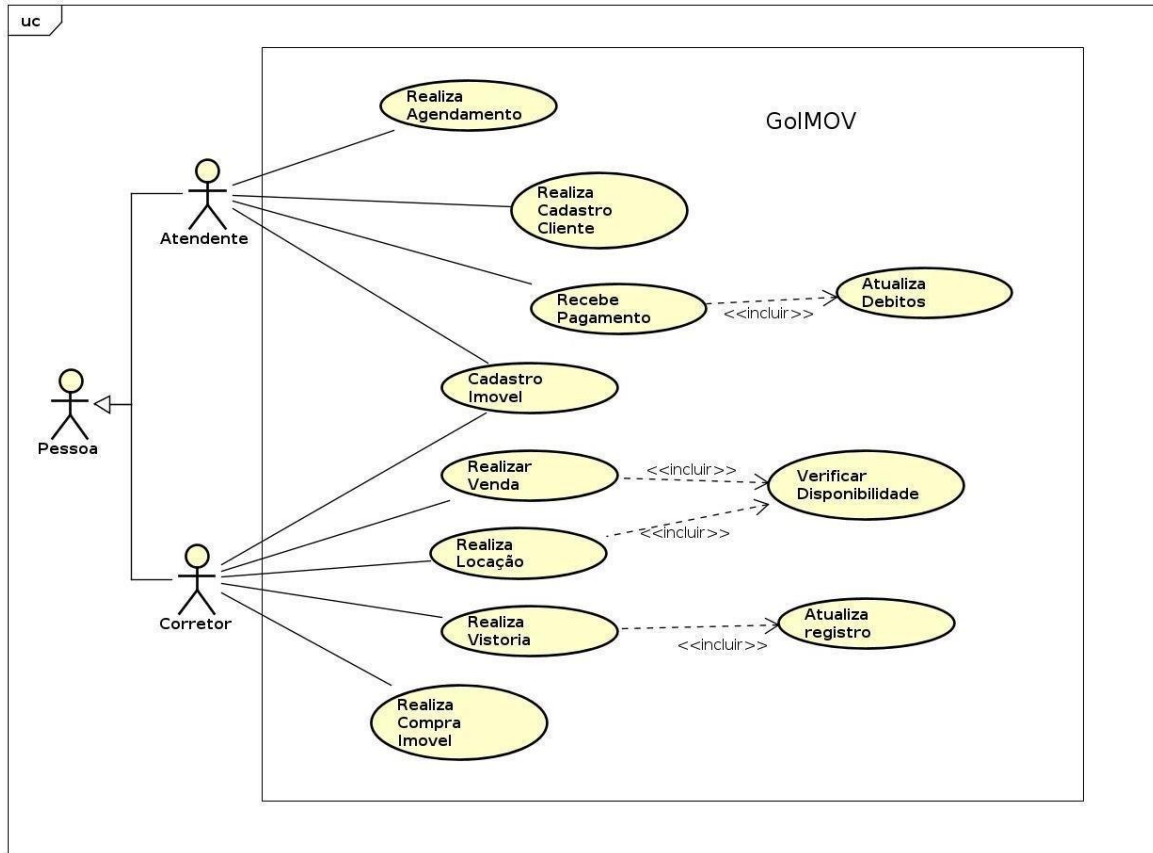 uc
GoIMOV
Realiza
Agendamento
Atendente
Realiza
Cadastro
Cliente
Recebe
Pagamento
<<incluir>>
Atualiza
Debitos
Cadastro
Imovel
Pessoa
Realizar
Venda
<<incluir>>
Verificar
Disponibilidade
Realiza
Locação
<<incluir>>
Corretor
Realiza
Vistoria
<<incluir>>
Atualiza
registro
Realiza
Compra
Imovel